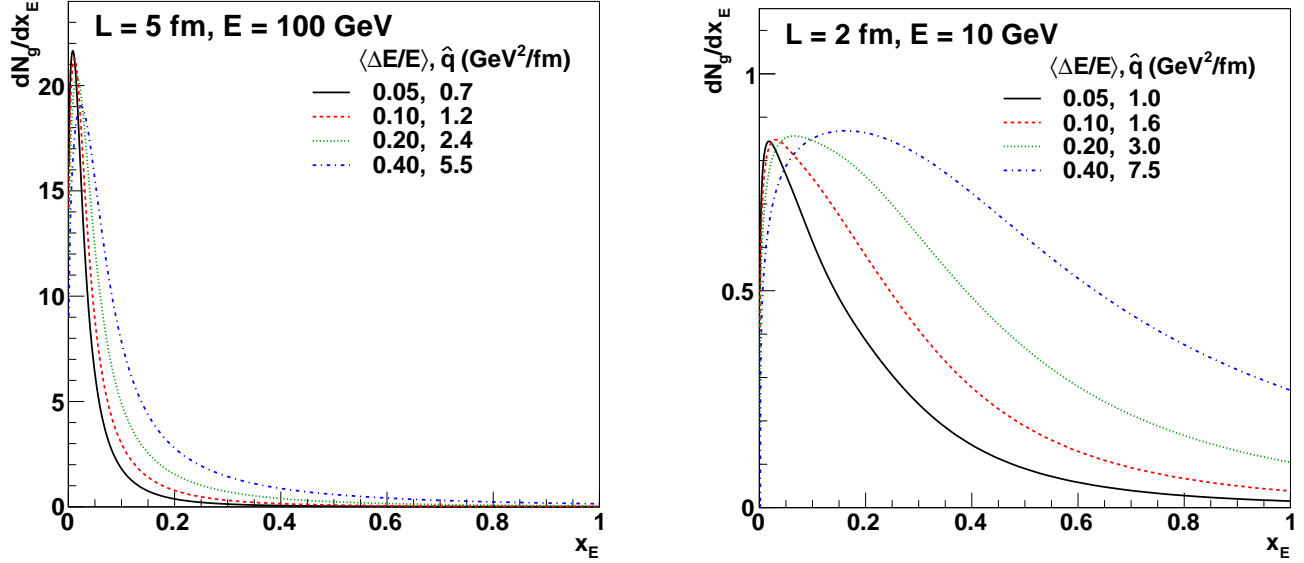 L = 5 fm, E = 100 GeV
dN_g/dx_E
⟨ΔE/E⟩, q̂ (GeV²/fm)
0.05, 0.7
0.10, 1.2
0.20, 2.4
0.40, 5.5
20
15
10
5
0
0 0.2 0.4 0.6 0.8 1
x_E
L = 2 fm, E = 10 GeV
dN_g/dx_E
⟨ΔE/E⟩, q̂ (GeV²/fm)
0.05, 1.0
0.10, 1.6
0.20, 3.0
0.40, 7.5
1
0.5
0
0 0.2 0.4 0.6 0.8 1
x_E